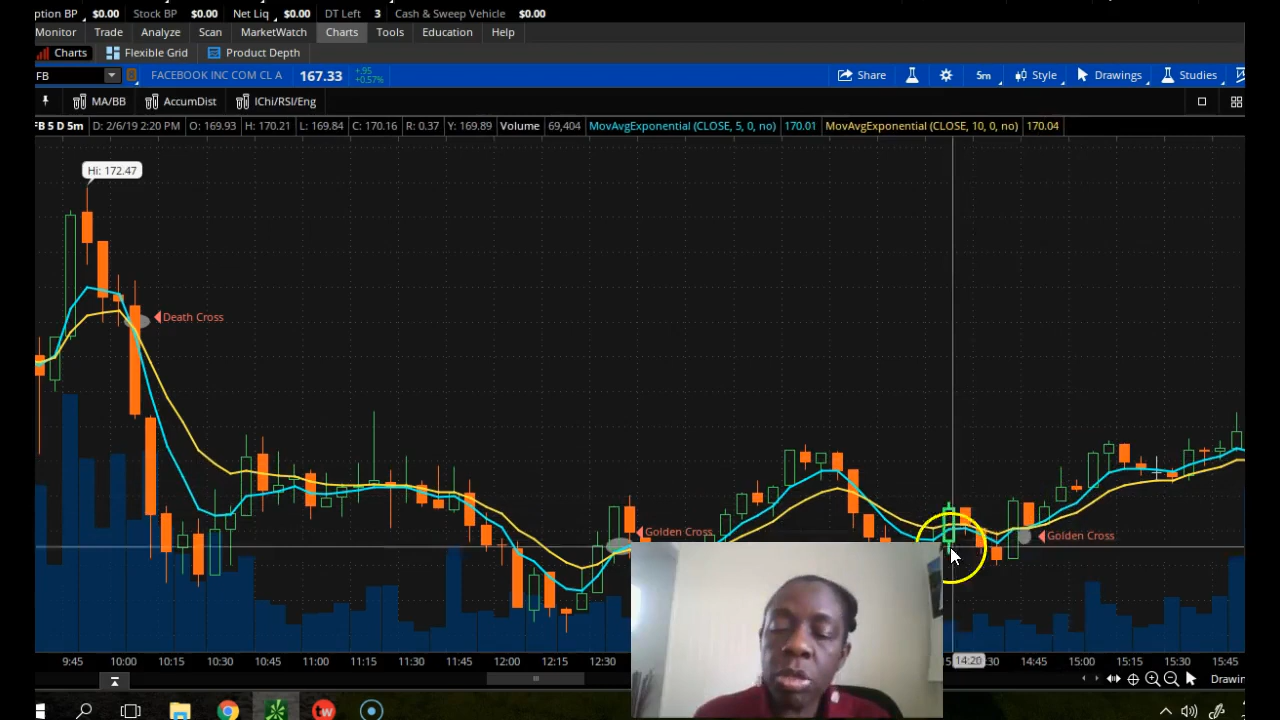 ption BP $0.00 Stock BP $0.00 Net Liq $0.00 DT Left 3 Cash & Sweep Vehicle $0.00
Monitor Trade Analyze Scan MarketWatch Charts Tools Education Help
Charts Flexible Grid Product Depth
FB FACEBOOK INC COM CL A 167.33 +.95 +0.57% Share 5m Style Drawings Studies
MA/BB AccumDist IChi/RSI/Eng
FB 5 D 5m D: 2/6/19 2:20 PM O: 169.93 H: 170.21 L: 169.84 C: 170.16 R: 0.37 Y: 169.89 Volume 69,404 MovAvgExponential (CLOSE, 5, 0, no) 170.01 MovAvgExponential (CLOSE, 10, 0, no) 170.04
Hi: 172.47
Death Cross
Golden Cross
Golden Cross
9:45 10:00 10:15 10:30 10:45 11:00 11:15 11:30 11:45 12:00 12:15 12:30 14:20 14:45 15:00 15:15 15:30 15:45
Drawin
tw